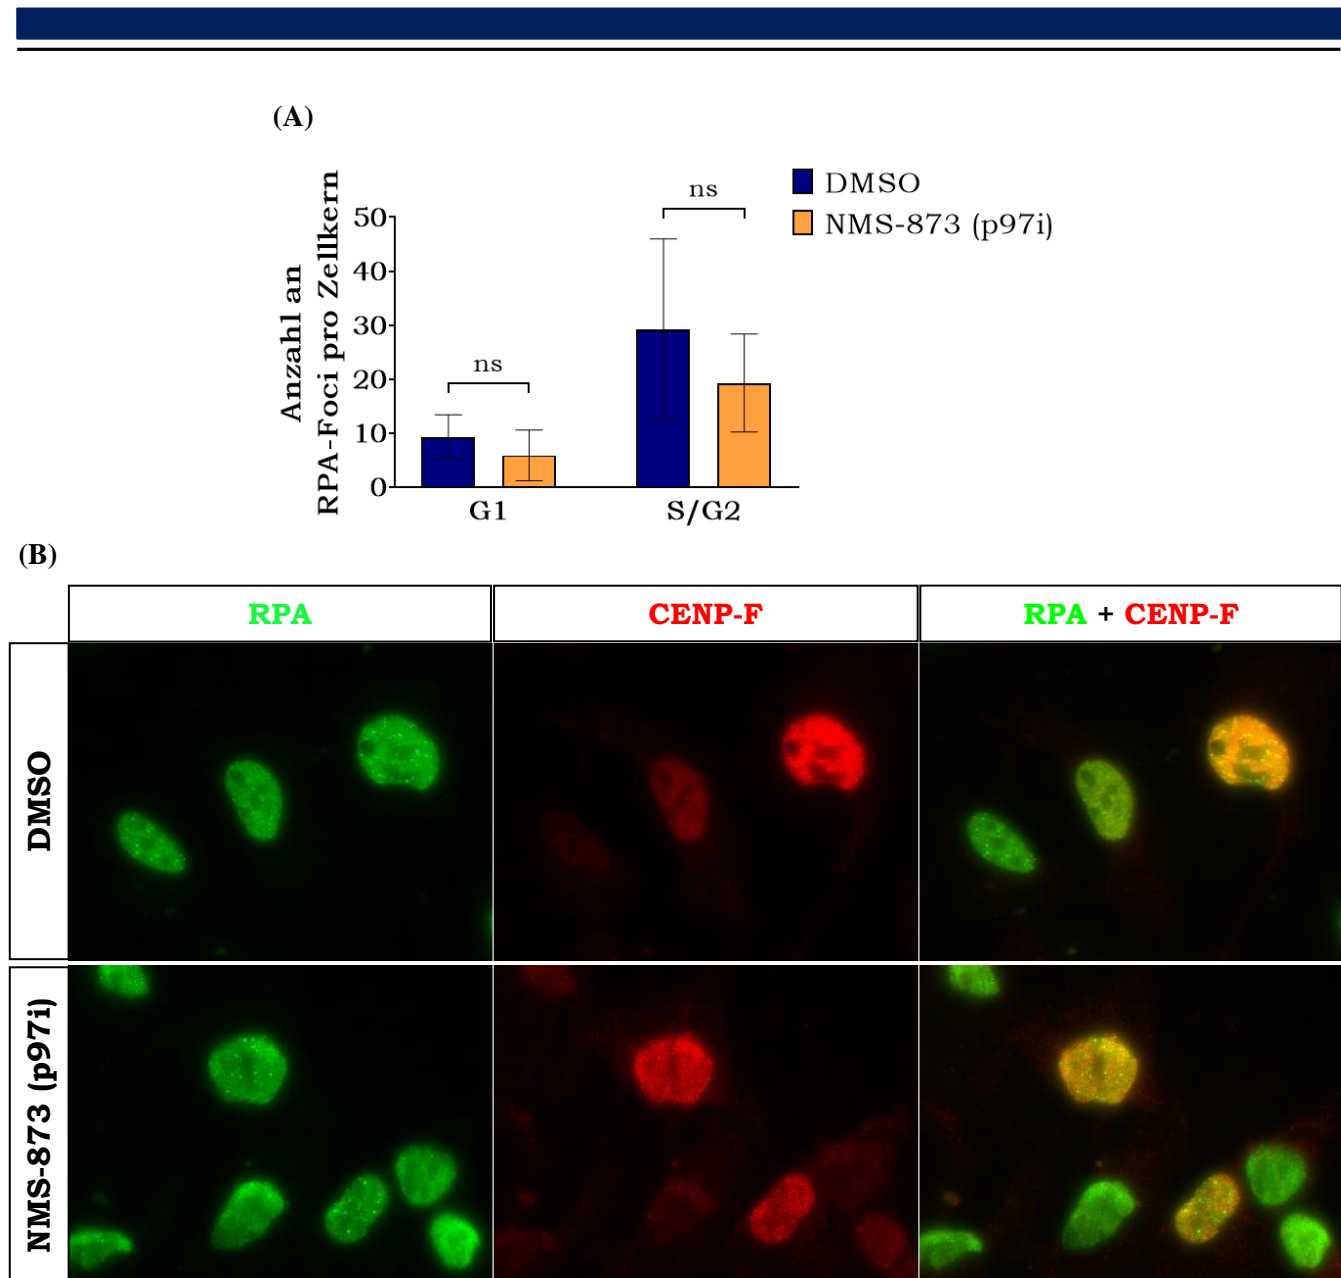 (A)
DMSO
NMS-873 (p97i)
Anzahl an
RPA-Foci pro Zellkern
50
40
30
20
10
0
ns
ns
G1
S/G2
(B)
RPA
CENP-F
RPA + CENP-F
DMSO
NMS-873 (p97i)